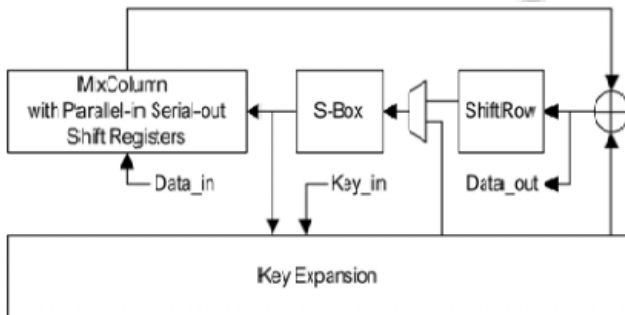 MixColumn
with Parallel-in Serial-out
Shift Registers
S-Box
ShiftRow
Data_in
Key_in
Data_out
Key Expansion